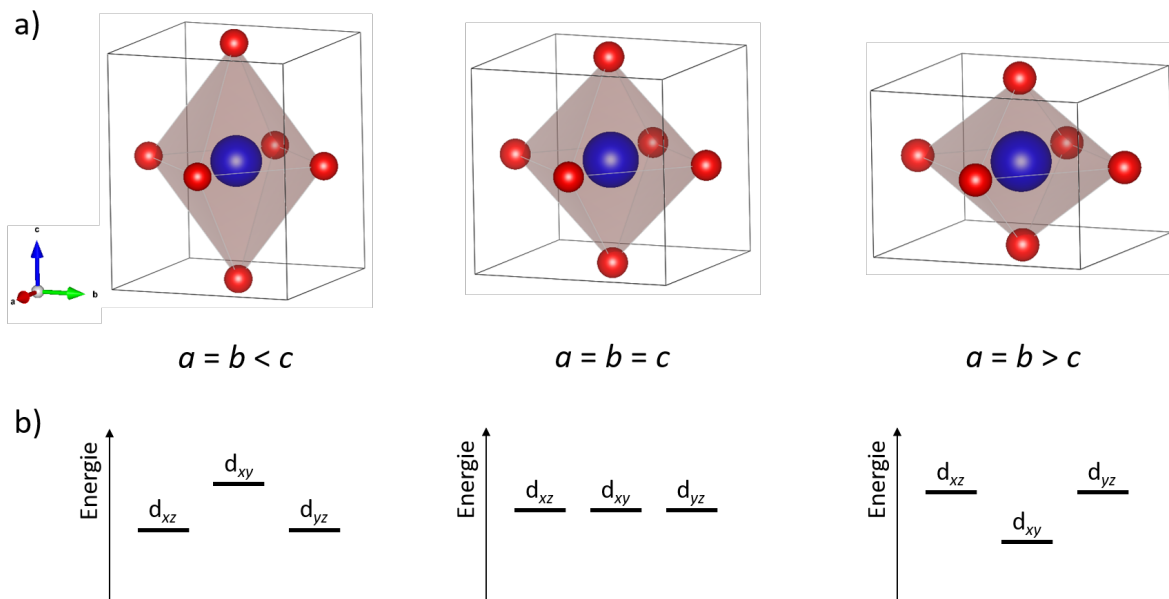 a)
c
a
b
a = b < c
a = b = c
a = b > c
b)
Energie
d_xz
d_xy
d_yz
Energie
d_xz
d_xy
d_yz
Energie
d_xz
d_xy
d_yz